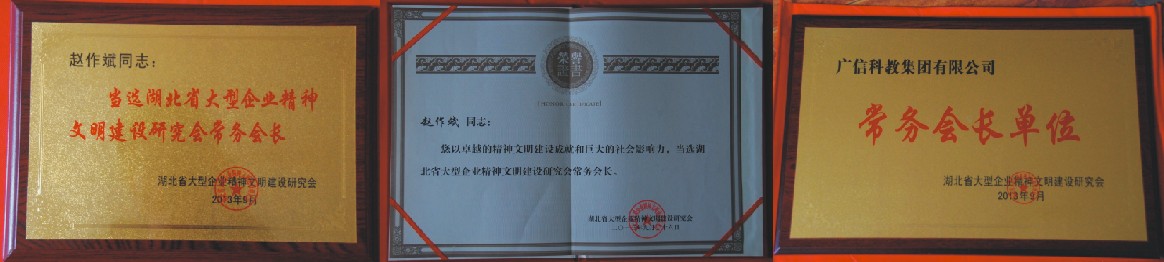 赵作斌同志：
当选湖北省大型企业精神
文明建设研究会常务会长
湖北省大型企业精神文明建设研究会
2013年9月
荣誉
证书
赵作斌 同志：
您以卓越的精神文明建设成就和巨大的社会影响力，当选湖
北省大型企业精神文明建设研究会常务会长。
湖北省大型企业精神文明建设研究会
广信科教集团有限公司
常务会长单位
湖北省大型企业精神文明建设研究会
2013年9月